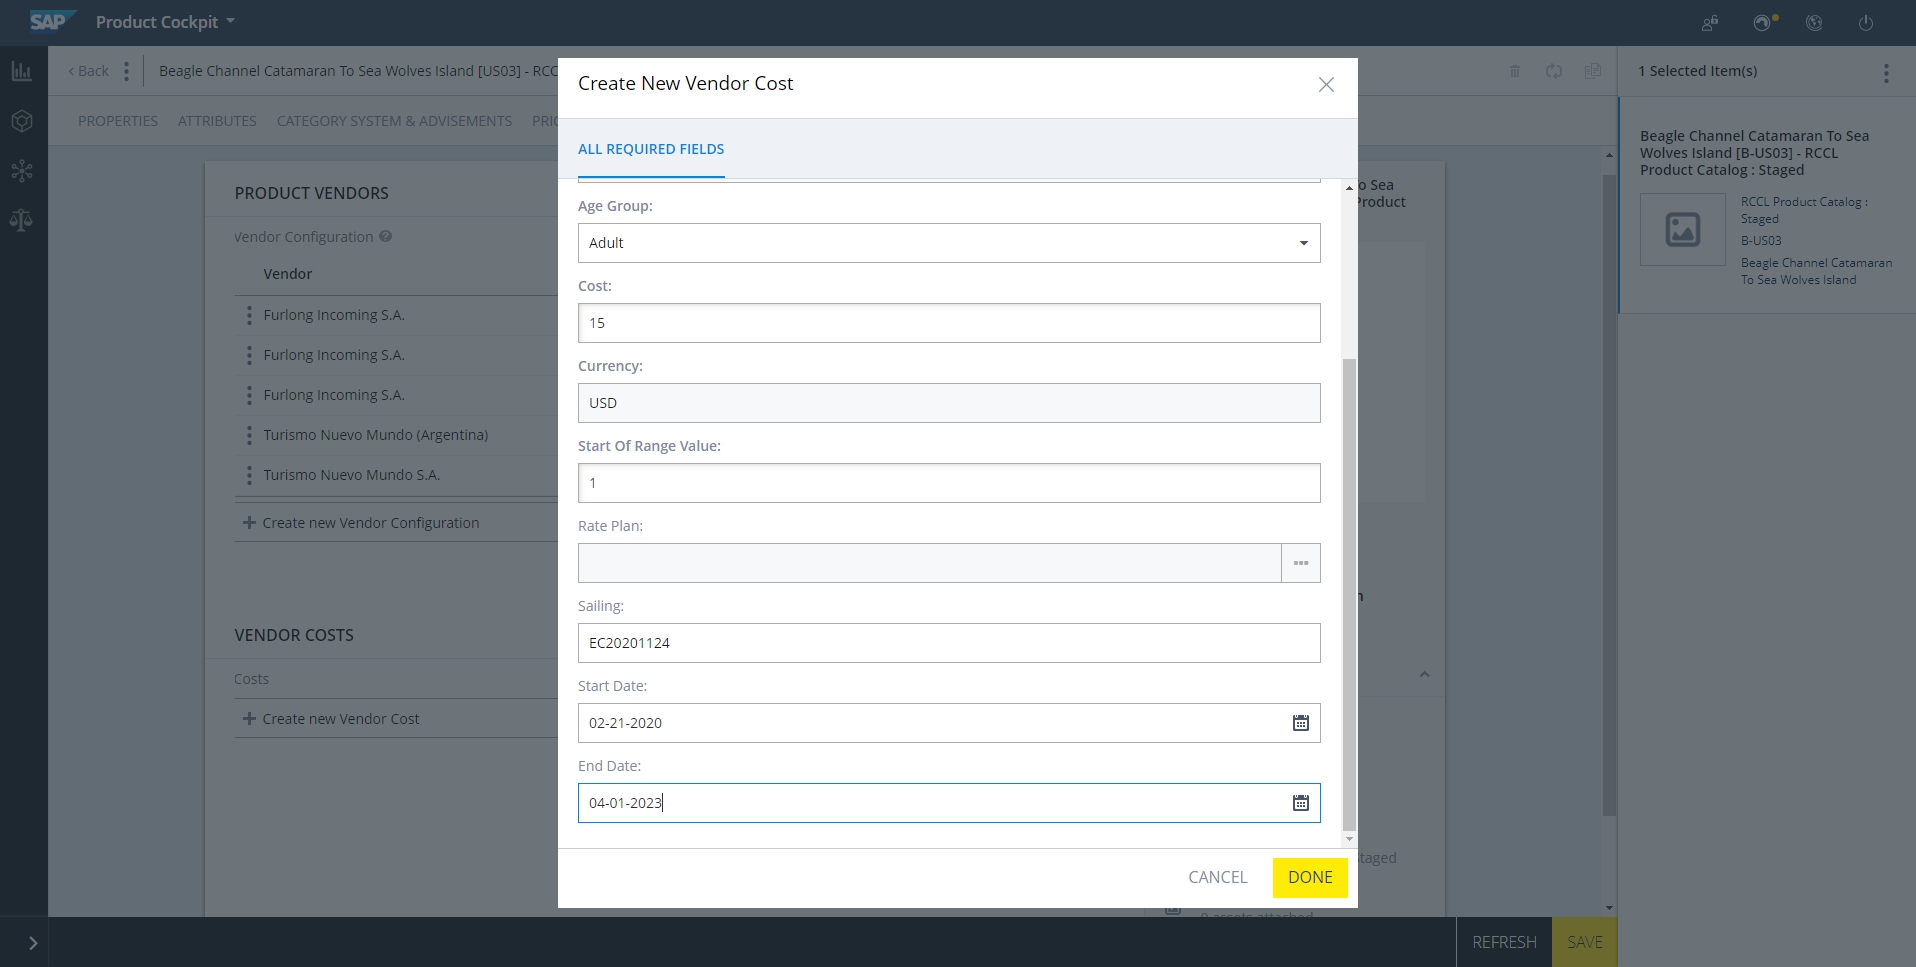 SAP Product Cockpit
Back
Beagle Channel Catamaran To Sea Wolves Island [US03] - RCC
PROPERTIES ATTRIBUTES CATEGORY SYSTEM & ADVISEMENTS
PRODUCT VENDORS
Vendor Configuration
Vendor
Furlong Incoming S.A.
Furlong Incoming S.A.
Furlong Incoming S.A.
Turismo Nuevo Mundo (Argentina)
Turismo Nuevo Mundo S.A.
Create new Vendor Configuration
VENDOR COSTS
Costs
Create new Vendor Cost
Create New Vendor Cost
ALL REQUIRED FIELDS
Age Group:
Adult
Cost:
15
Currency:
USD
Start Of Range Value:
1
Rate Plan:
Sailing:
EC20201124
Start Date:
02-21-2020
End Date:
04-01-2023
CANCEL DONE
o Sea
Product
taged
0 assets attached
REFRESH SAVE
1 Selected Item(s)
Beagle Channel Catamaran To Sea
Wolves Island [B-US03] - RCCL
Product Catalog : Staged
RCCL Product Catalog :
Staged
B-US03
Beagle Channel Catamaran
To Sea Wolves Island